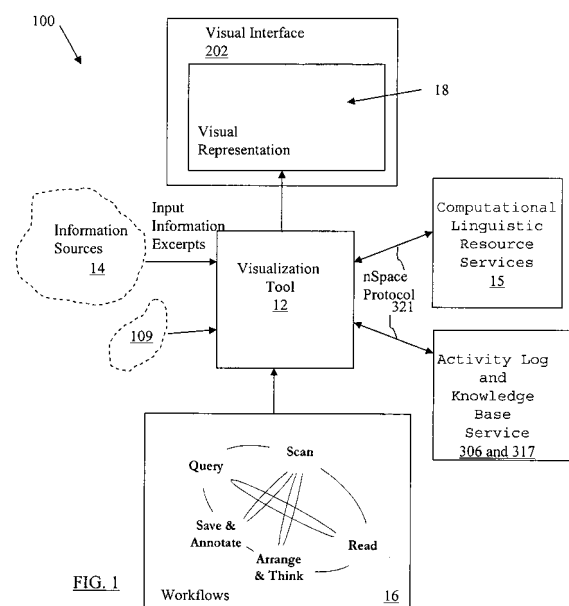 100
Visual Interface
202
18
Visual
Representation
Information
Sources
14
Input
Information
Excerpts
Visualization
Tool
12
Computational
Linguistic
Resource
Services
15
nSpace
Protocol
321
109
Activity Log
and
Knowledge
Base
Service
306 and 317
Scan
Query
Save &
Annotate
Arrange
& Think
Read
FIG. 1
Workflows
16